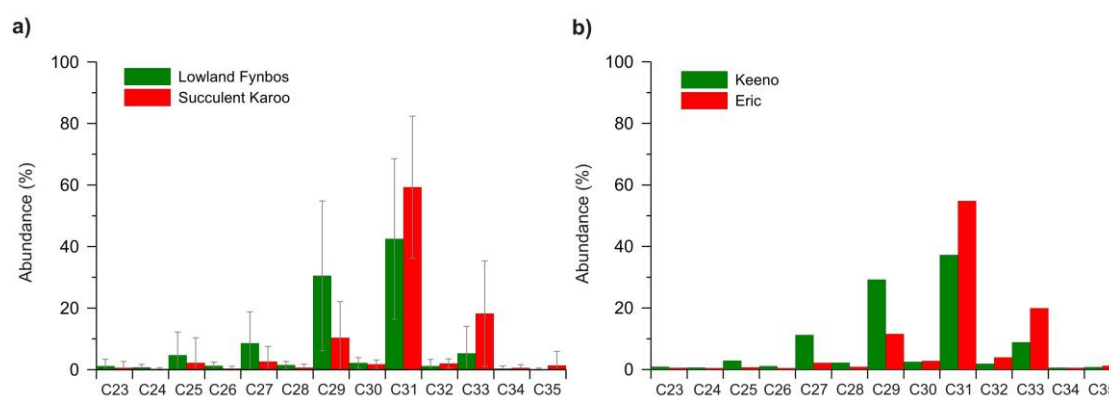 a)
100
80
60
40
20
0
Abundance (%)
Lowland Fynbos
Succulent Karoo
C23 C24 C25 C26 C27 C28 C29 C30 C31 C32 C33 C34 C35
b)
100
80
60
40
20
0
Abundance (%)
Keeno
Eric
C23 C24 C25 C26 C27 C28 C29 C30 C31 C32 C33 C34 C35